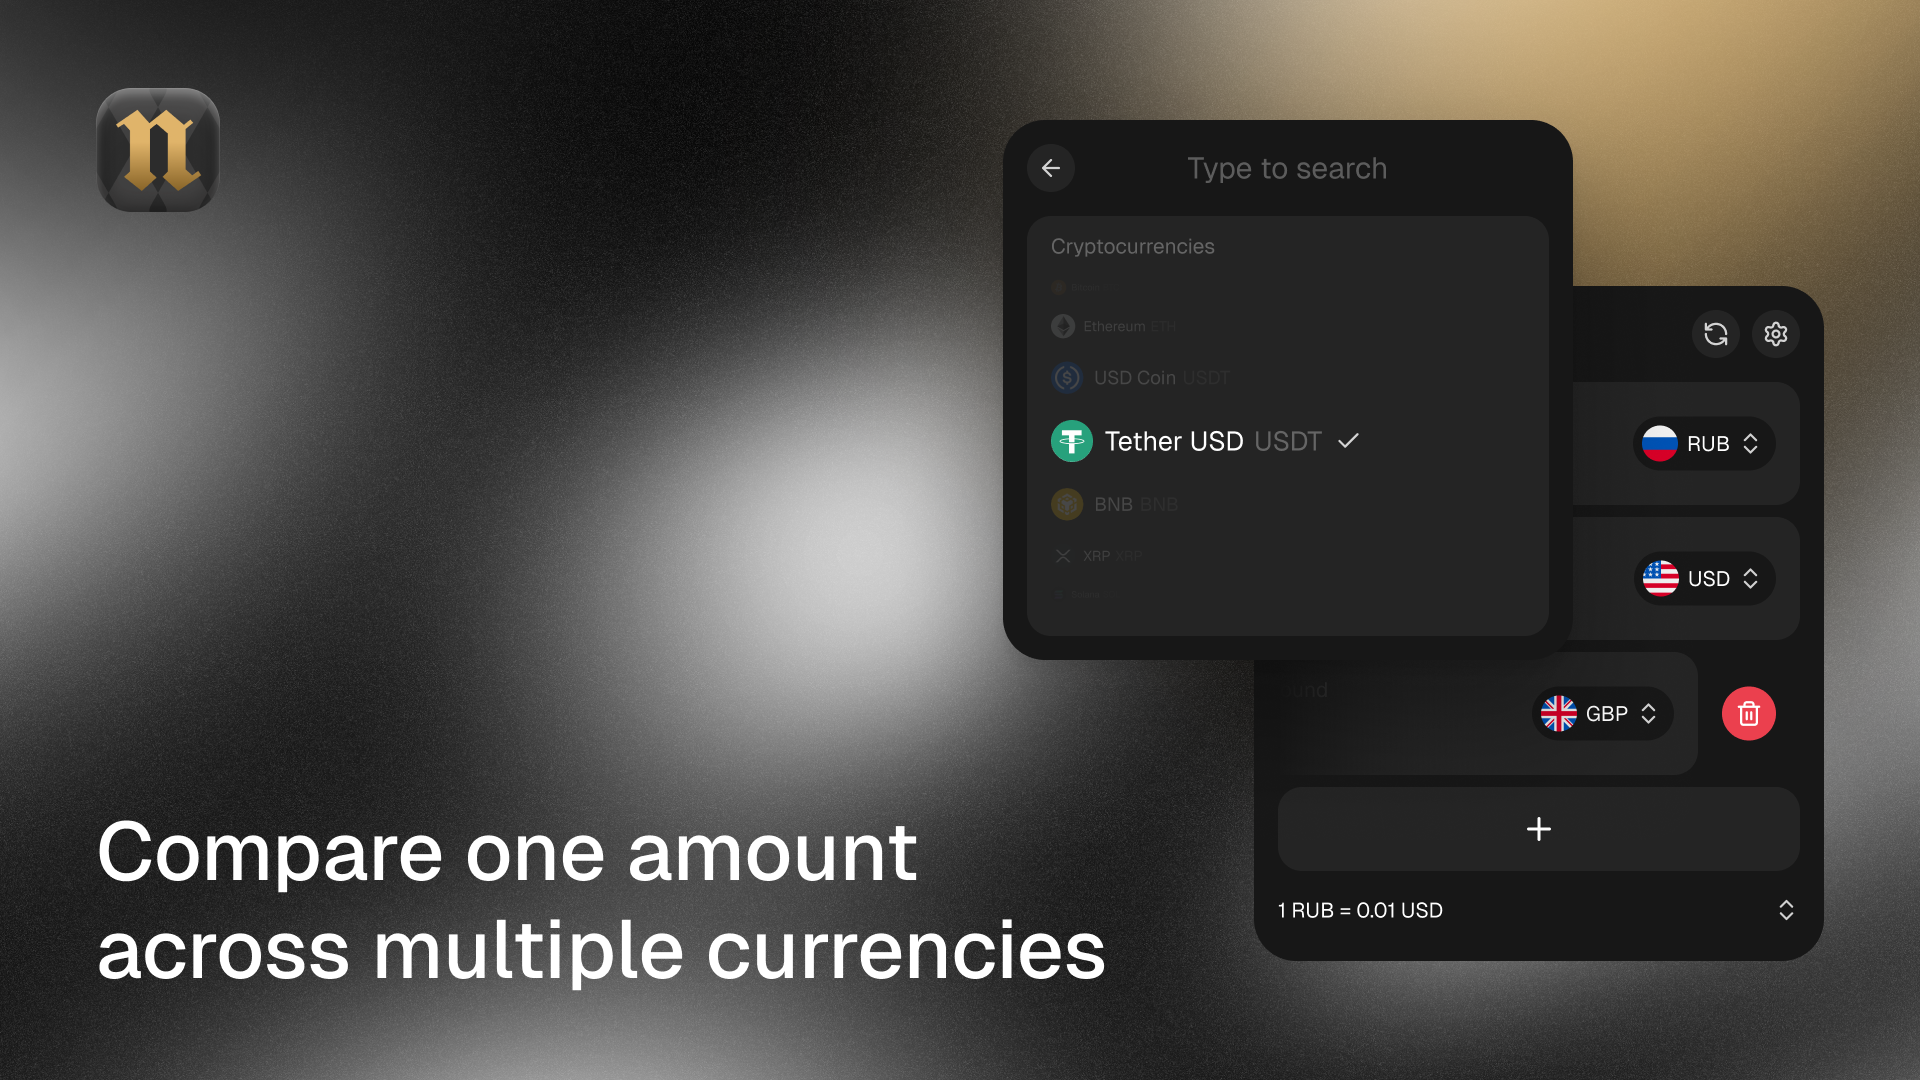 n
Type to search
Cryptocurrencies
Ethereum ETH
USD Coin USDT
Tether USD USDT
BNB BNB
XRP XRP
RUB
USD
GBP
1 RUB = 0.01 USD
Compare one amount
across multiple currencies